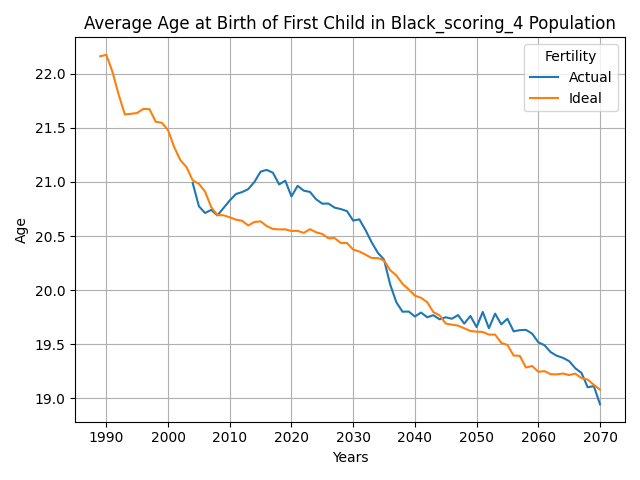 Average Age at Birth of First Child in Black_scoring_4 Population
Fertility
Actual
Ideal
22.0
21.5
21.0
20.5
20.0
19.5
19.0
Age
1990 2000 2010 2020 2030 2040 2050 2060 2070
Years